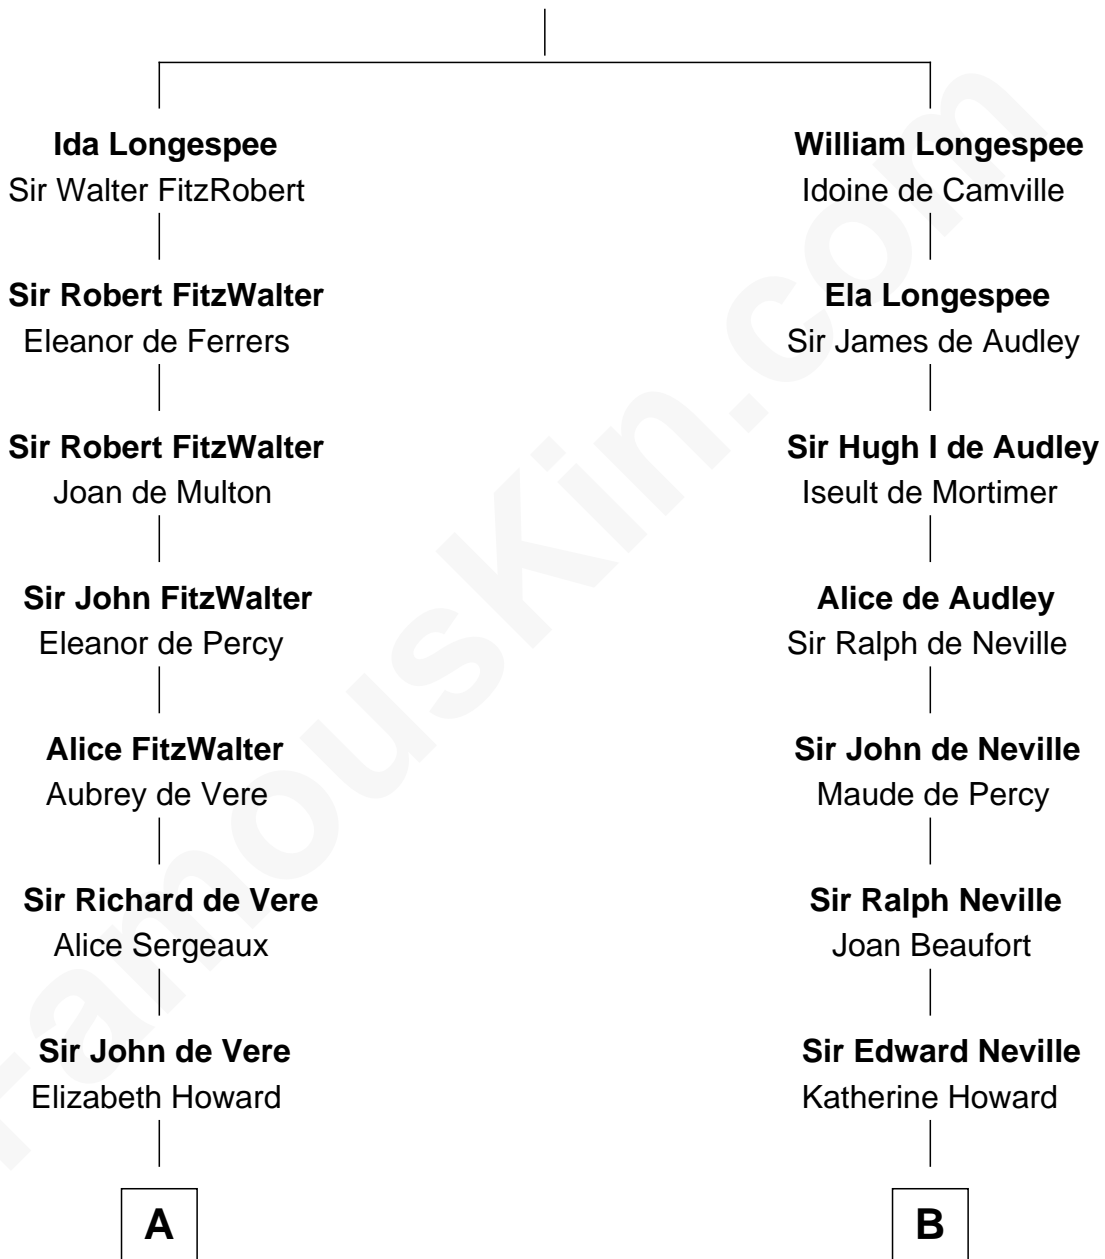 Ida Longespee
Sir Walter FitzRobert
Sir Robert FitzWalter
Eleanor de Ferrers
Sir Robert FitzWalter
Joan de Multon
Sir John FitzWalter
Eleanor de Percy
Alice FitzWalter
Aubrey de Vere
Sir Richard de Vere
Alice Sergeaux
Sir John de Vere
Elizabeth Howard
A
William Longespee
Idoine de Camville
Ela Longespee
Sir James de Audley
Sir Hugh I de Audley
Iseult de Mortimer
Alice de Audley
Sir Ralph de Neville
Sir John de Neville
Maude de Percy
Sir Ralph Neville
Joan Beaufort
Sir Edward Neville
Katherine Howard
B
FamousKin.com